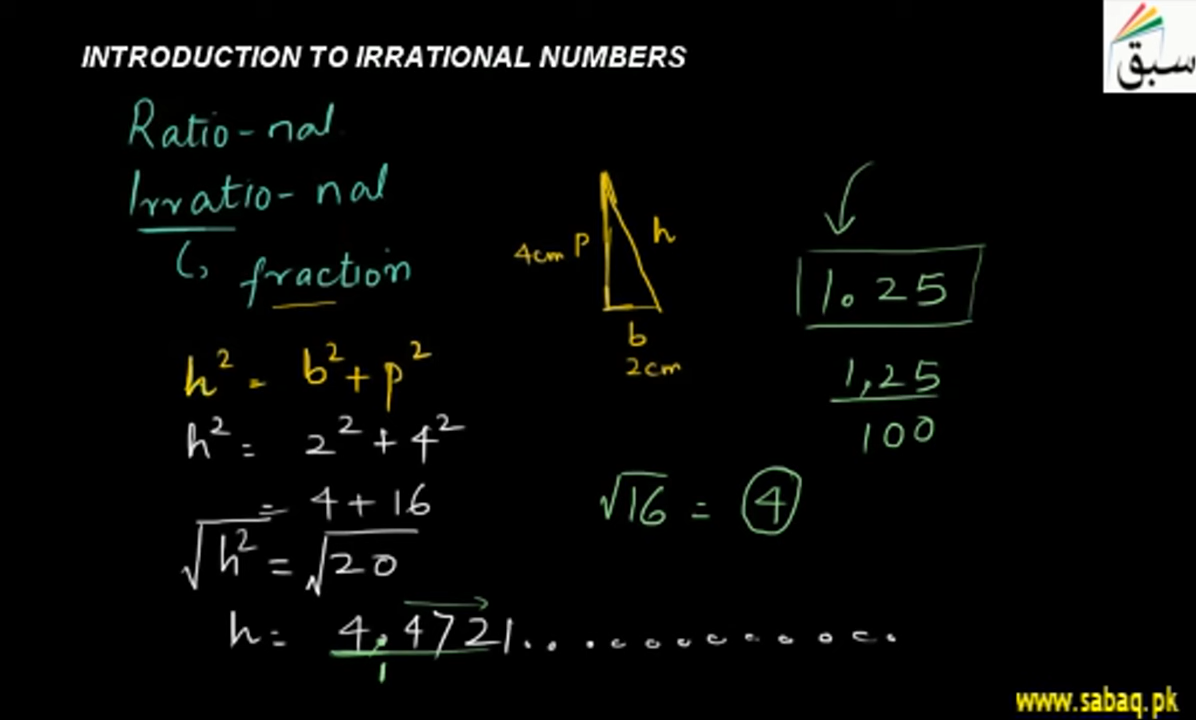 INTRODUCTION TO IRRATIONAL NUMBERS
سبق
Ratio-nal
Irratio-nal
fraction
4cm P h
b
2cm
1.25
1,25
100
h² = b² + p²
h² = 2² + 4²
= 4 + 16
√h² = √20
h = 4.4721...............
1
√16 = 4
www.sabaq.pk